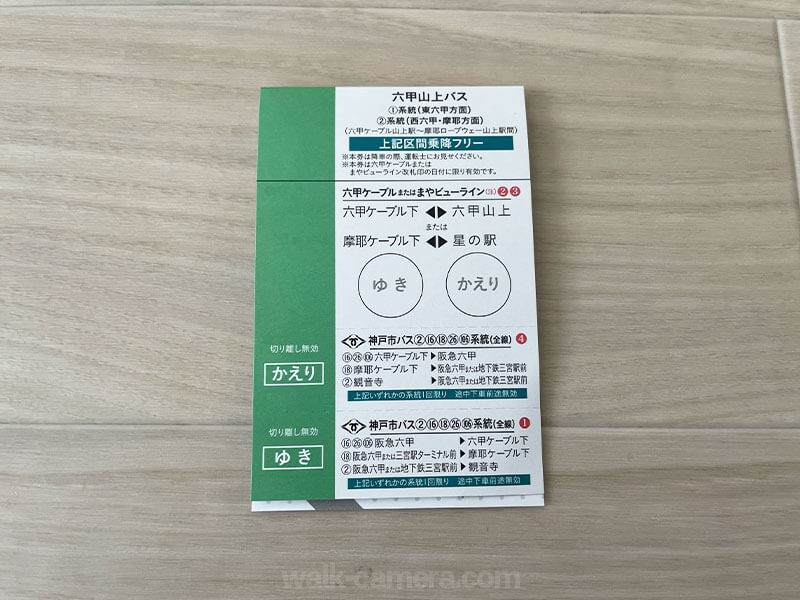 六甲山上バス
①系統(東六甲方面)
②系統(西六甲・摩耶方面)
(六甲ケーブル山上駅〜摩耶ロープウェー山上駅間)
上記区間乗降フリー
※本券は降車の際、運転士にお見せください。
※本券は六甲ケーブルまたは
まやビューライン改札印の日付に限り有効です。
六甲ケーブルまたはまやビューライン(注)❷❸
六甲ケーブル下 ◀▶ 六甲山上
または
摩耶ケーブル下 ◀▶ 星の駅
ゆき かえり
切り離し無効
かえり
神戸市バス②⑯⑱㉖106系統(全線)❹
⑯㉖106六甲ケーブル下▶阪急六甲
⑱摩耶ケーブル下▶阪急六甲または地下鉄三宮駅前
②観音寺▶阪急六甲または地下鉄三宮駅前
上記いずれかの系統1回限り 途中下車前途無効
切り離し無効
ゆき
神戸市バス②⑯⑱㉖106系統(全線)❶
⑯㉖106阪急六甲▶六甲ケーブル下
⑱阪急六甲または三宮駅ターミナル前▶摩耶ケーブル下
②阪急六甲または地下鉄三宮駅前▶観音寺
上記いずれかの系統1回限り 途中下車前途無効
walk-camera.com